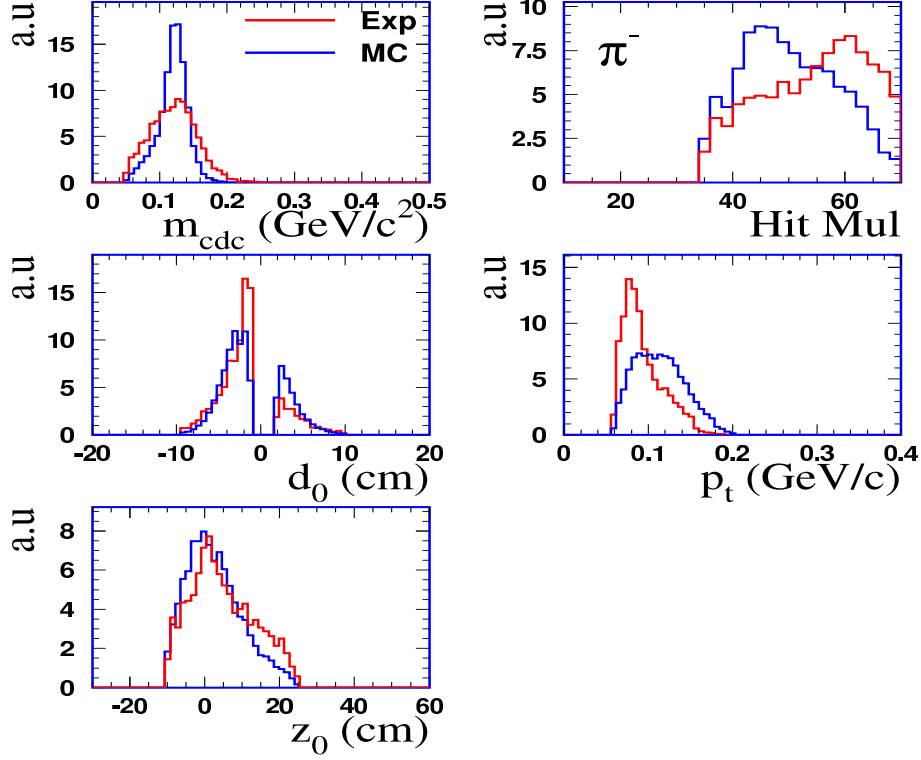 a.u
15
10
5
0
Exp
MC
0 0.1 0.2 0.3 0.4 0.5
m_cdc (GeV/c²)
a.u
10
7.5
5
2.5
0
π⁻
20 40 60
Hit Mul
a.u
15
10
5
0
-20 -10 0 10 20
d₀ (cm)
a.u
15
10
5
0
0 0.1 0.2 0.3 0.4
p_t (GeV/c)
a.u
8
6
4
2
0
-20 0 20 40 60
z₀ (cm)